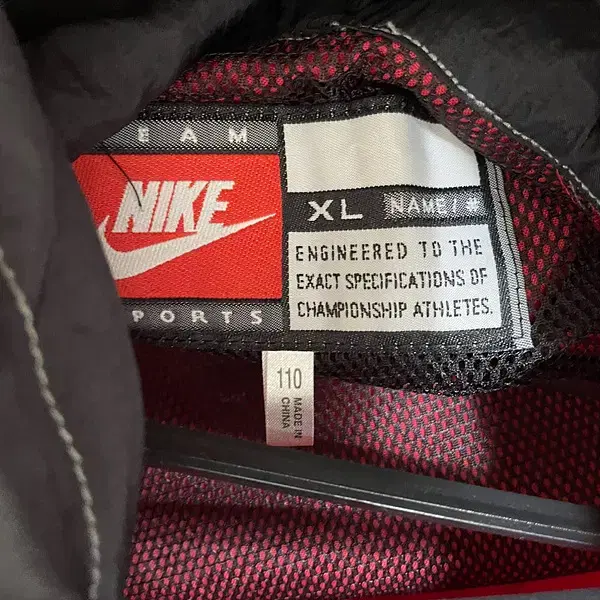 EAM
NIKE
PORTS
XL NAME / #
ENGINEERED TO THE
EXACT SPECIFICATIONS OF
CHAMPIONSHIP ATHLETES.
110
MADE IN
CHINA